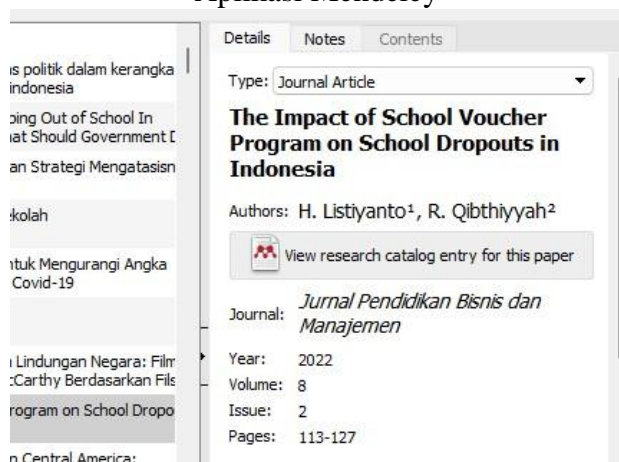 Aplikasi Mendeley
s politik dalam kerangka
indonesia
ping Out of School In
at Should Government D
an Strategi Mengatasisn
ekolah
ntuk Mengurangi Angka
Covid-19
Lindungan Negara: Film
cCarthy Berdasarkan Fils
rogram on School Dropo
n Central America:
Details Notes Contents
Type: Journal Article
The Impact of School Voucher
Program on School Dropouts in
Indonesia
Authors: H. Listiyanto¹, R. Qibthiyyah²
View research catalog entry for this paper
Journal: Jurnal Pendidikan Bisnis dan
Manajemen
Year: 2022
Volume: 8
Issue: 2
Pages: 113-127